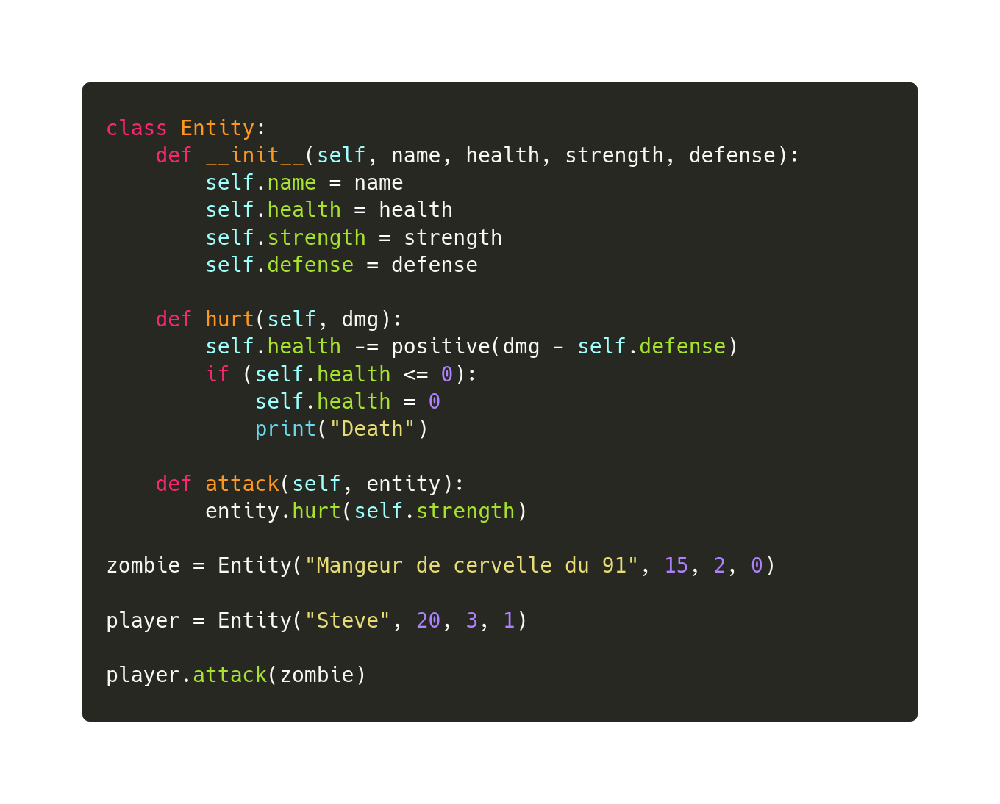 class Entity:
    def __init__(self, name, health, strength, defense):
        self.name = name
        self.health = health
        self.strength = strength
        self.defense = defense

    def hurt(self, dmg):
        self.health -= positive(dmg - self.defense)
        if (self.health <= 0):
            self.health = 0
            print("Death")

    def attack(self, entity):
        entity.hurt(self.strength)

zombie = Entity("Mangeur de cervelle du 91", 15, 2, 0)

player = Entity("Steve", 20, 3, 1)

player.attack(zombie)